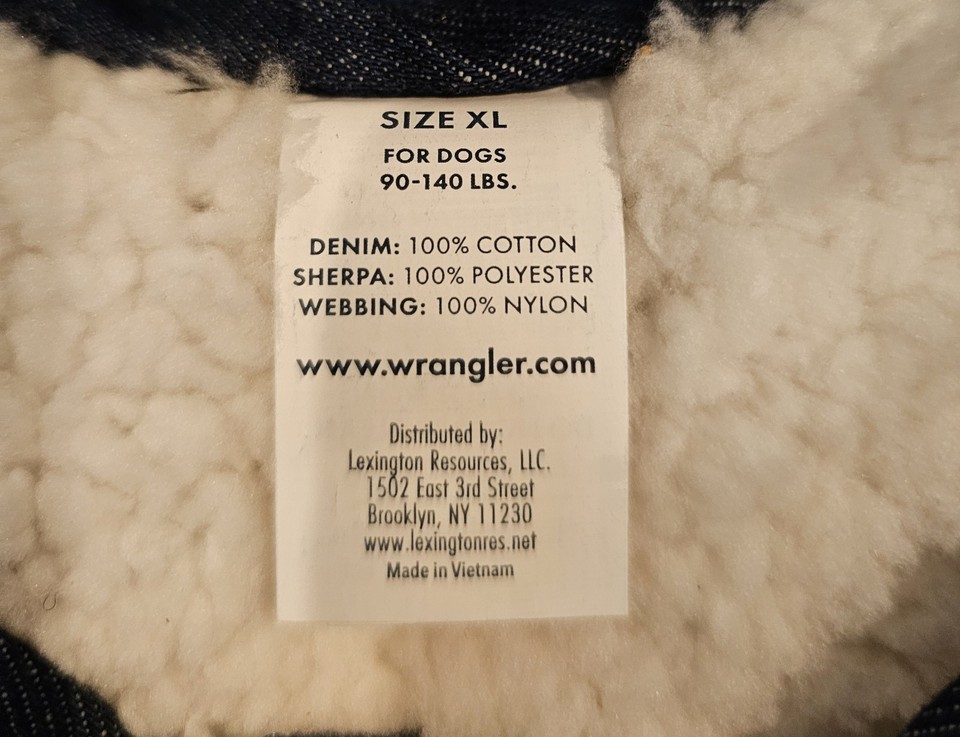 SIZE XL
FOR DOGS
90-140 LBS.
DENIM: 100% COTTON
SHERPA: 100% POLYESTER
WEBBING: 100% NYLON
www.wrangler.com
Distributed by:
Lexington Resources, LLC.
1502 East 3rd Street
Brooklyn, NY 11230
www.lexingtonres.net
Made in Vietnam